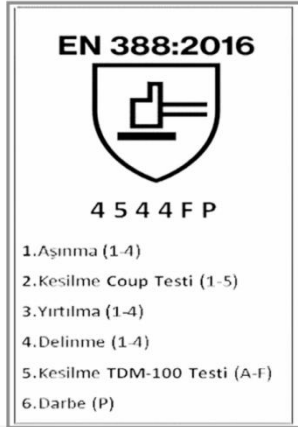 EN 388:2016
4 5 4 4 F P
1.Aşınma (1-4)
2.Kesilme Coup Testi (1-5)
3.Yırtılma (1-4)
4.Delinme (1-4)
5.Kesilme TDM-100 Testi (A-F)
6.Darbe (P)